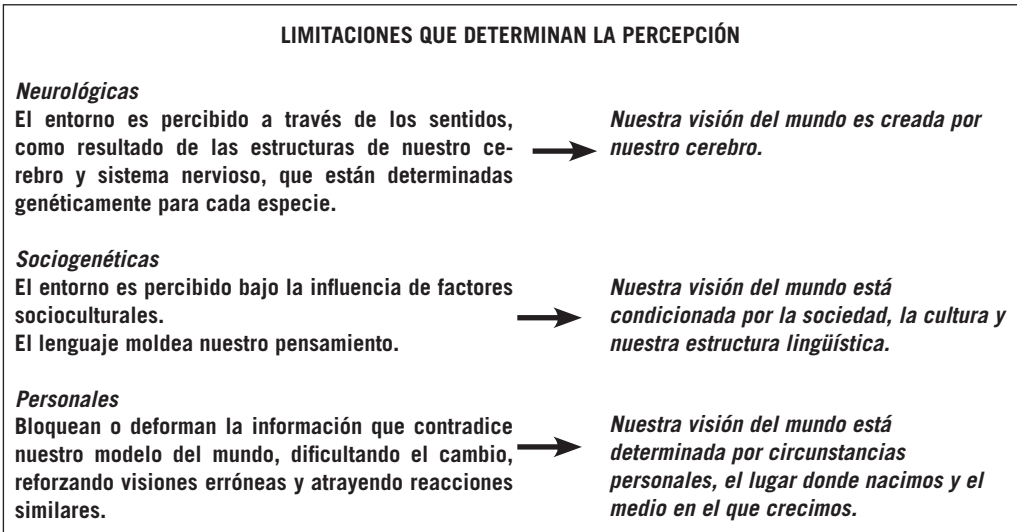 LIMITACIONES QUE DETERMINAN LA PERCEPCIÓN
Neurológicas
El entorno es percibido a través de los sentidos,
como resultado de las estructuras de nuestro ce-
rebro y sistema nervioso, que están determinadas
genéticamente para cada especie.
Nuestra visión del mundo es creada por
nuestro cerebro.
Sociogenéticas
El entorno es percibido bajo la influencia de factores
socioculturales.
El lenguaje moldea nuestro pensamiento.
Nuestra visión del mundo está
condicionada por la sociedad, la cultura y
nuestra estructura lingüística.
Personales
Bloquean o deforman la información que contradice
nuestro modelo del mundo, dificultando el cambio,
reforzando visiones erróneas y atrayendo reacciones
similares.
Nuestra visión del mundo está
determinada por circunstancias
personales, el lugar donde nacimos y el
medio en el que crecimos.